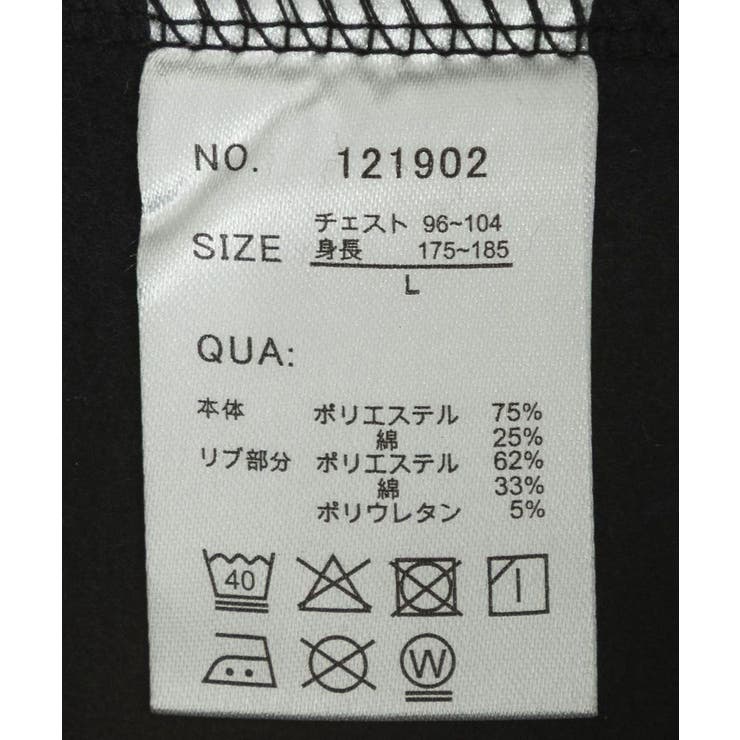 NO. 121902
チェスト 96~104
SIZE 身長 175~185
L
QUA:
本体 ポリエステル 75%
綿 25%
リブ部分 ポリエステル 62%
綿 33%
ポリウレタン 5%
40
W